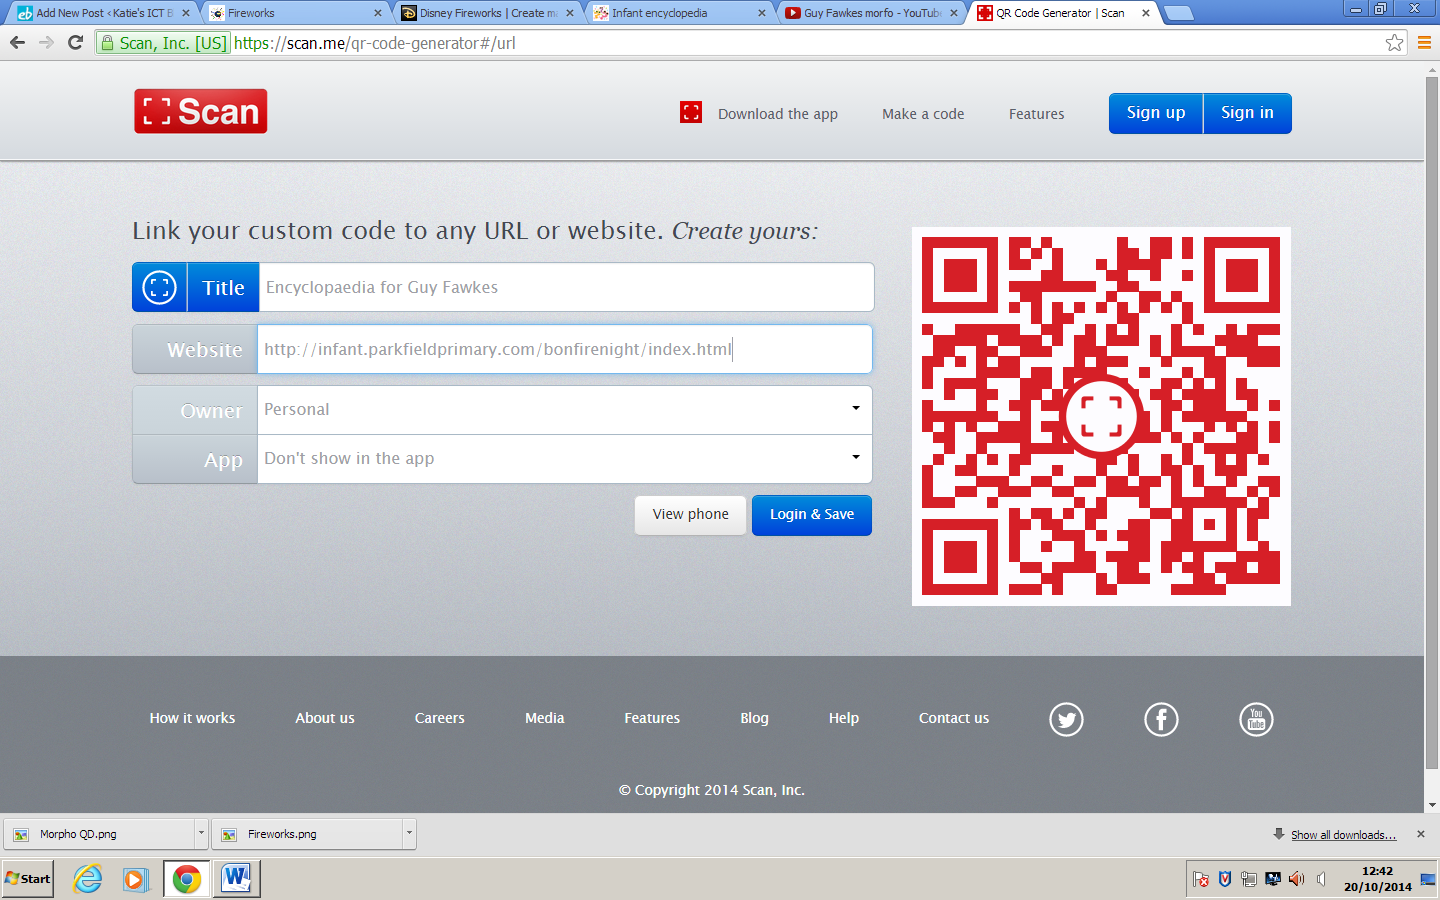 Add New Post ‹ Katie's ICT B
Fireworks
Disney Fireworks | Create ma
Infant encyclopedia
Guy Fawkes morfo - YouTube
QR Code Generator | Scan
Scan, Inc. [US] https://scan.me/qr-code-generator#/url
Scan
Download the app
Make a code
Features
Sign up
Sign in
Link your custom code to any URL or website. Create yours:
Title Encyclopaedia for Guy Fawkes
Website http://infant.parkfieldprimary.com/bonfirenight/index.html
Owner Personal
App Don't show in the app
View phone
Login & Save
How it works
About us
Careers
Media
Features
Blog
Help
Contact us
You
Tube
© Copyright 2014 Scan, Inc.
Morpho QD.png
Fireworks.png
Show all downloads...
Start
12:42
20/10/2014